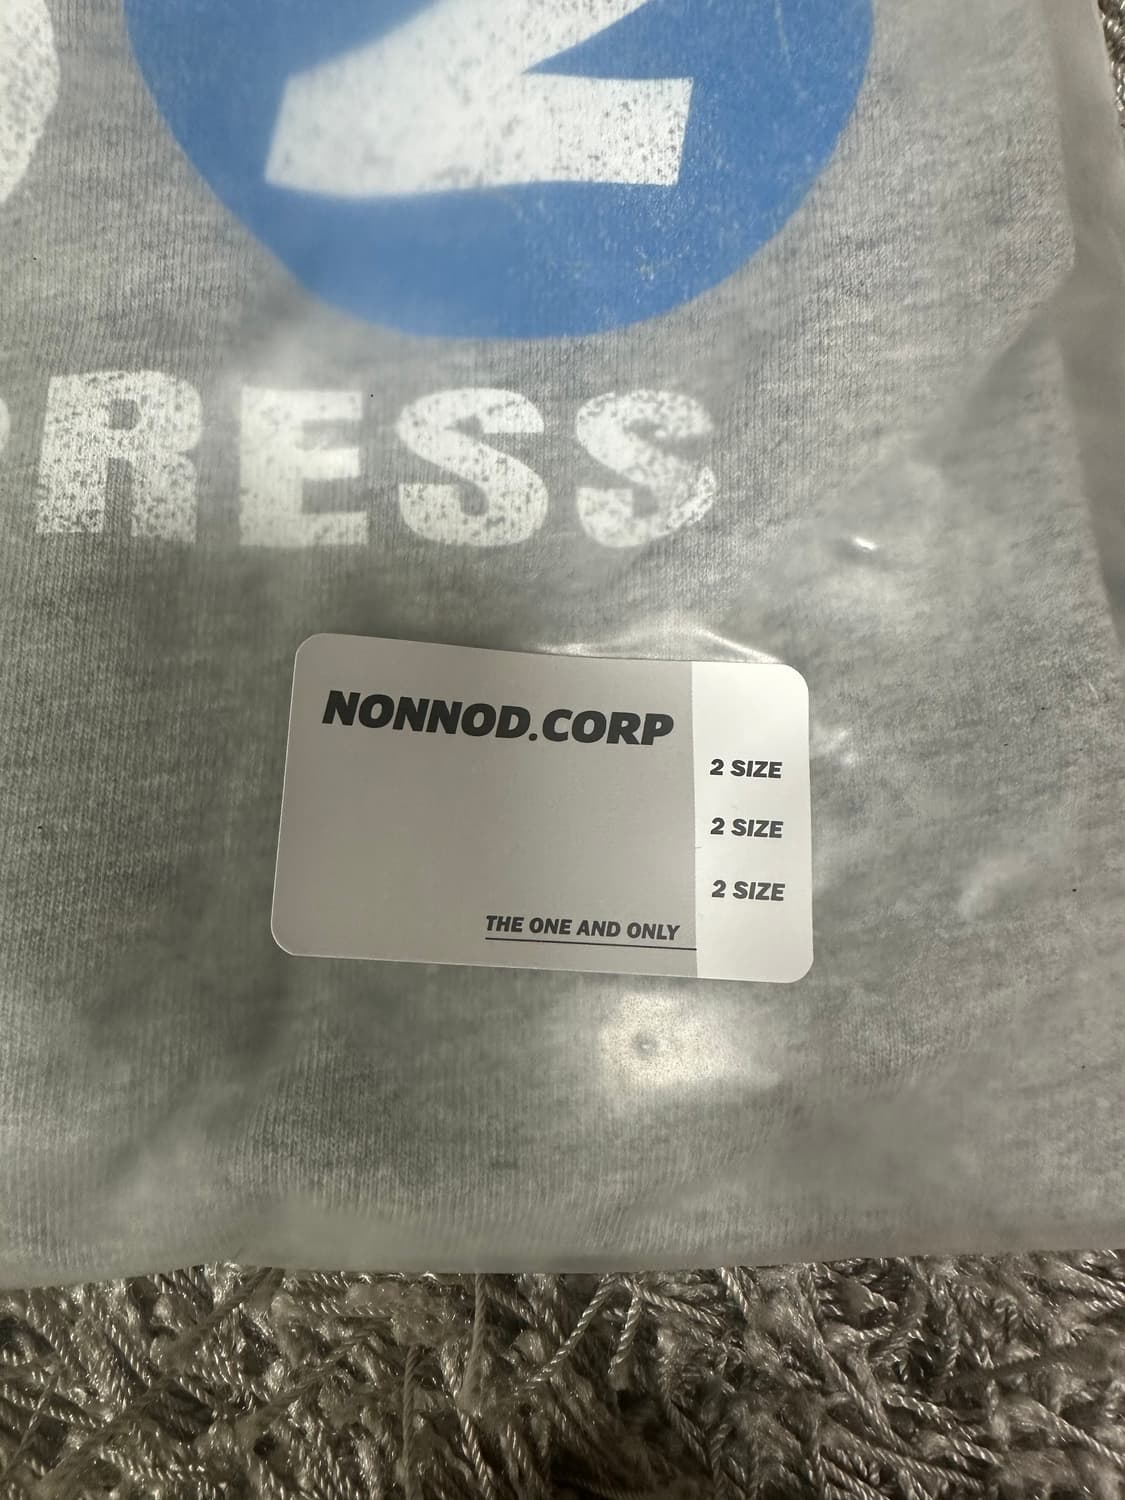 2
RESS
NONNOD.CORP
2 SIZE
2 SIZE
2 SIZE
THE ONE AND ONLY